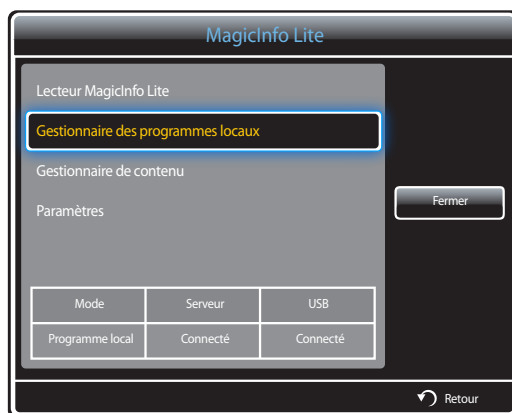 MagicInfo Lite
Lecteur MagicInfo Lite
Gestionnaire des programmes locaux
Gestionnaire de contenu
Paramètres
Fermer
Mode Serveur USB
Programme local Connecté Connecté
Retour